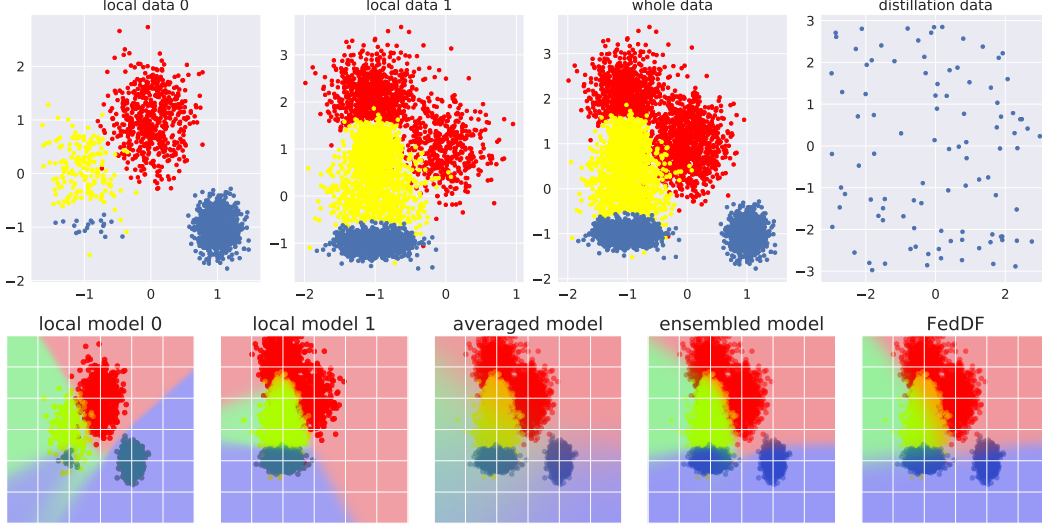 local data 0 local data 1 whole data distillation data
2 1 0 −1 −2
−1 0 1
3 2 1 0 −1
−2 −1 0 1
3 2 1 0 −1 −2
−2 −1 0 1
3 2 1 0 −1 −2 −3
−2 0 2
local model 0 local model 1 averaged model ensembled model FedDF